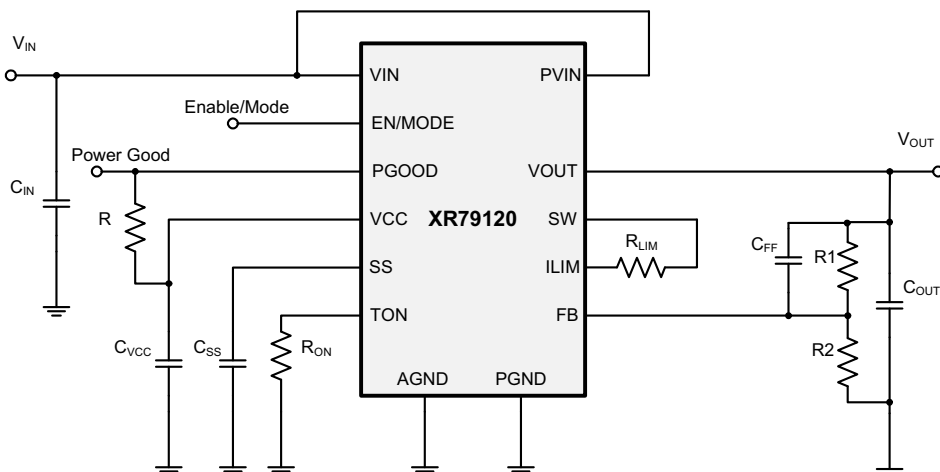 VIN
VIN
PVIN
Enable/Mode
EN/MODE
Power Good
PGOOD
VOUT
VOUT
CIN
R
VCC
XR79120
SW
RLIM
CFF
R1
COUT
SS
ILIM
TON
FB
CVCC
CSS
RON
R2
AGND
PGND